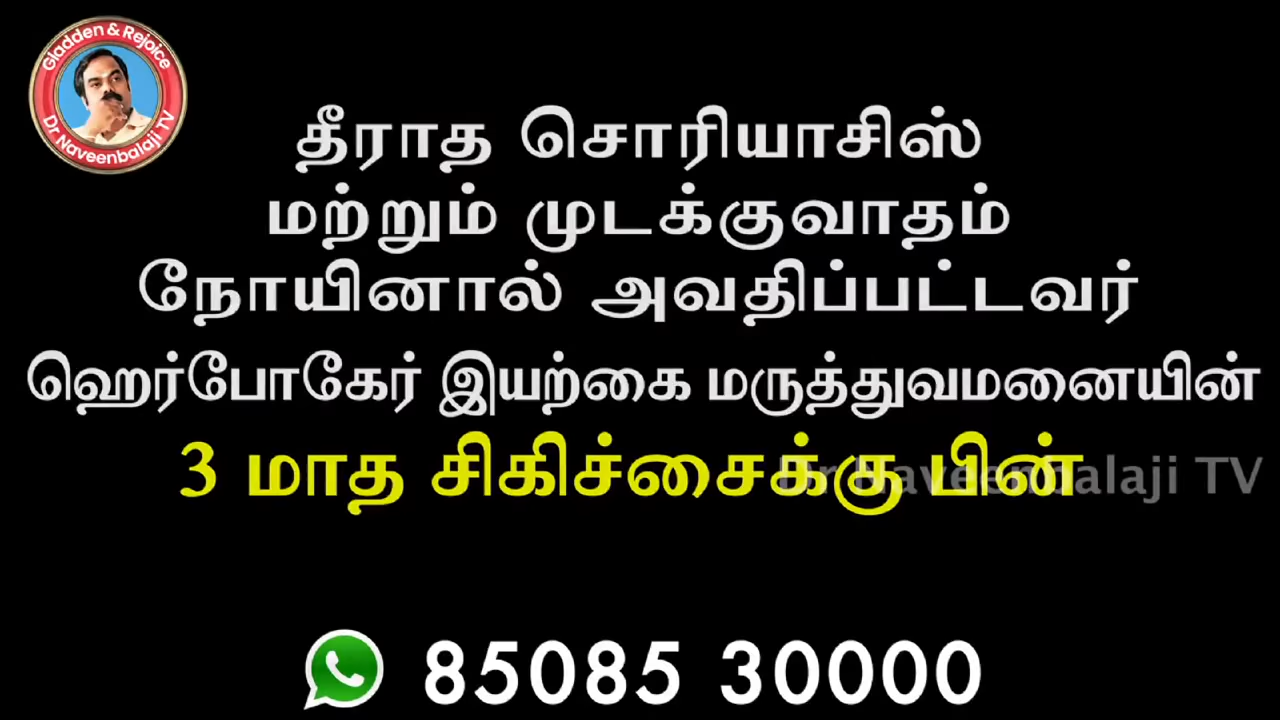 Gladden & Rejoice
Dr Naveenbalaji TV
தீராத சொரியாசிஸ்
மற்றும் முடக்குவாதம்
நோயினால் அவதிப்பட்டவர்
ஹெர்போகேர் இயற்கை மருத்துவமனையின்
3 மாத சிகிச்சைக்கு பின்
Dr Naveenbalaji TV
85085 30000